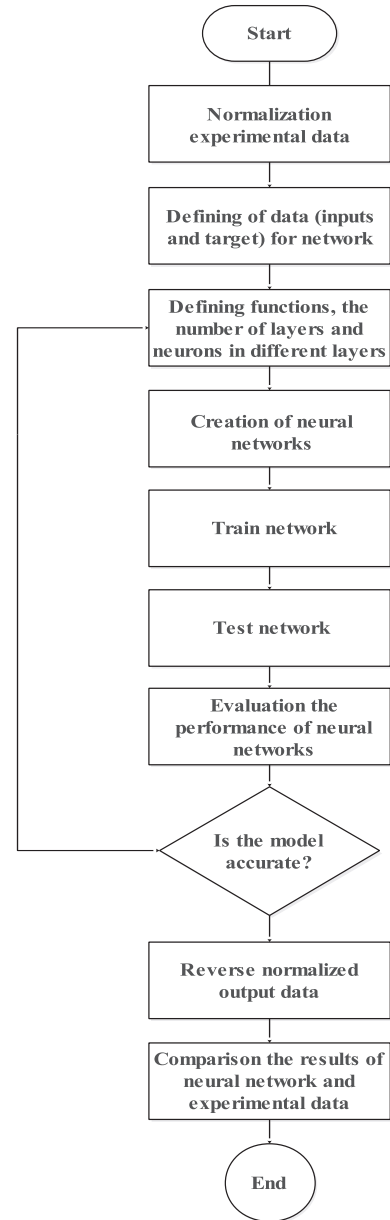 Start
Normalization
experimental data
Defining of data (inputs
and target) for network
Defining functions, the
number of layers and
neurons in different layers
Creation of neural
networks
Train network
Test network
Evaluation the
performance of neural
networks
Is the model
accurate?
Reverse normalized
output data
Comparison the results of
neural network and
experimental data
End